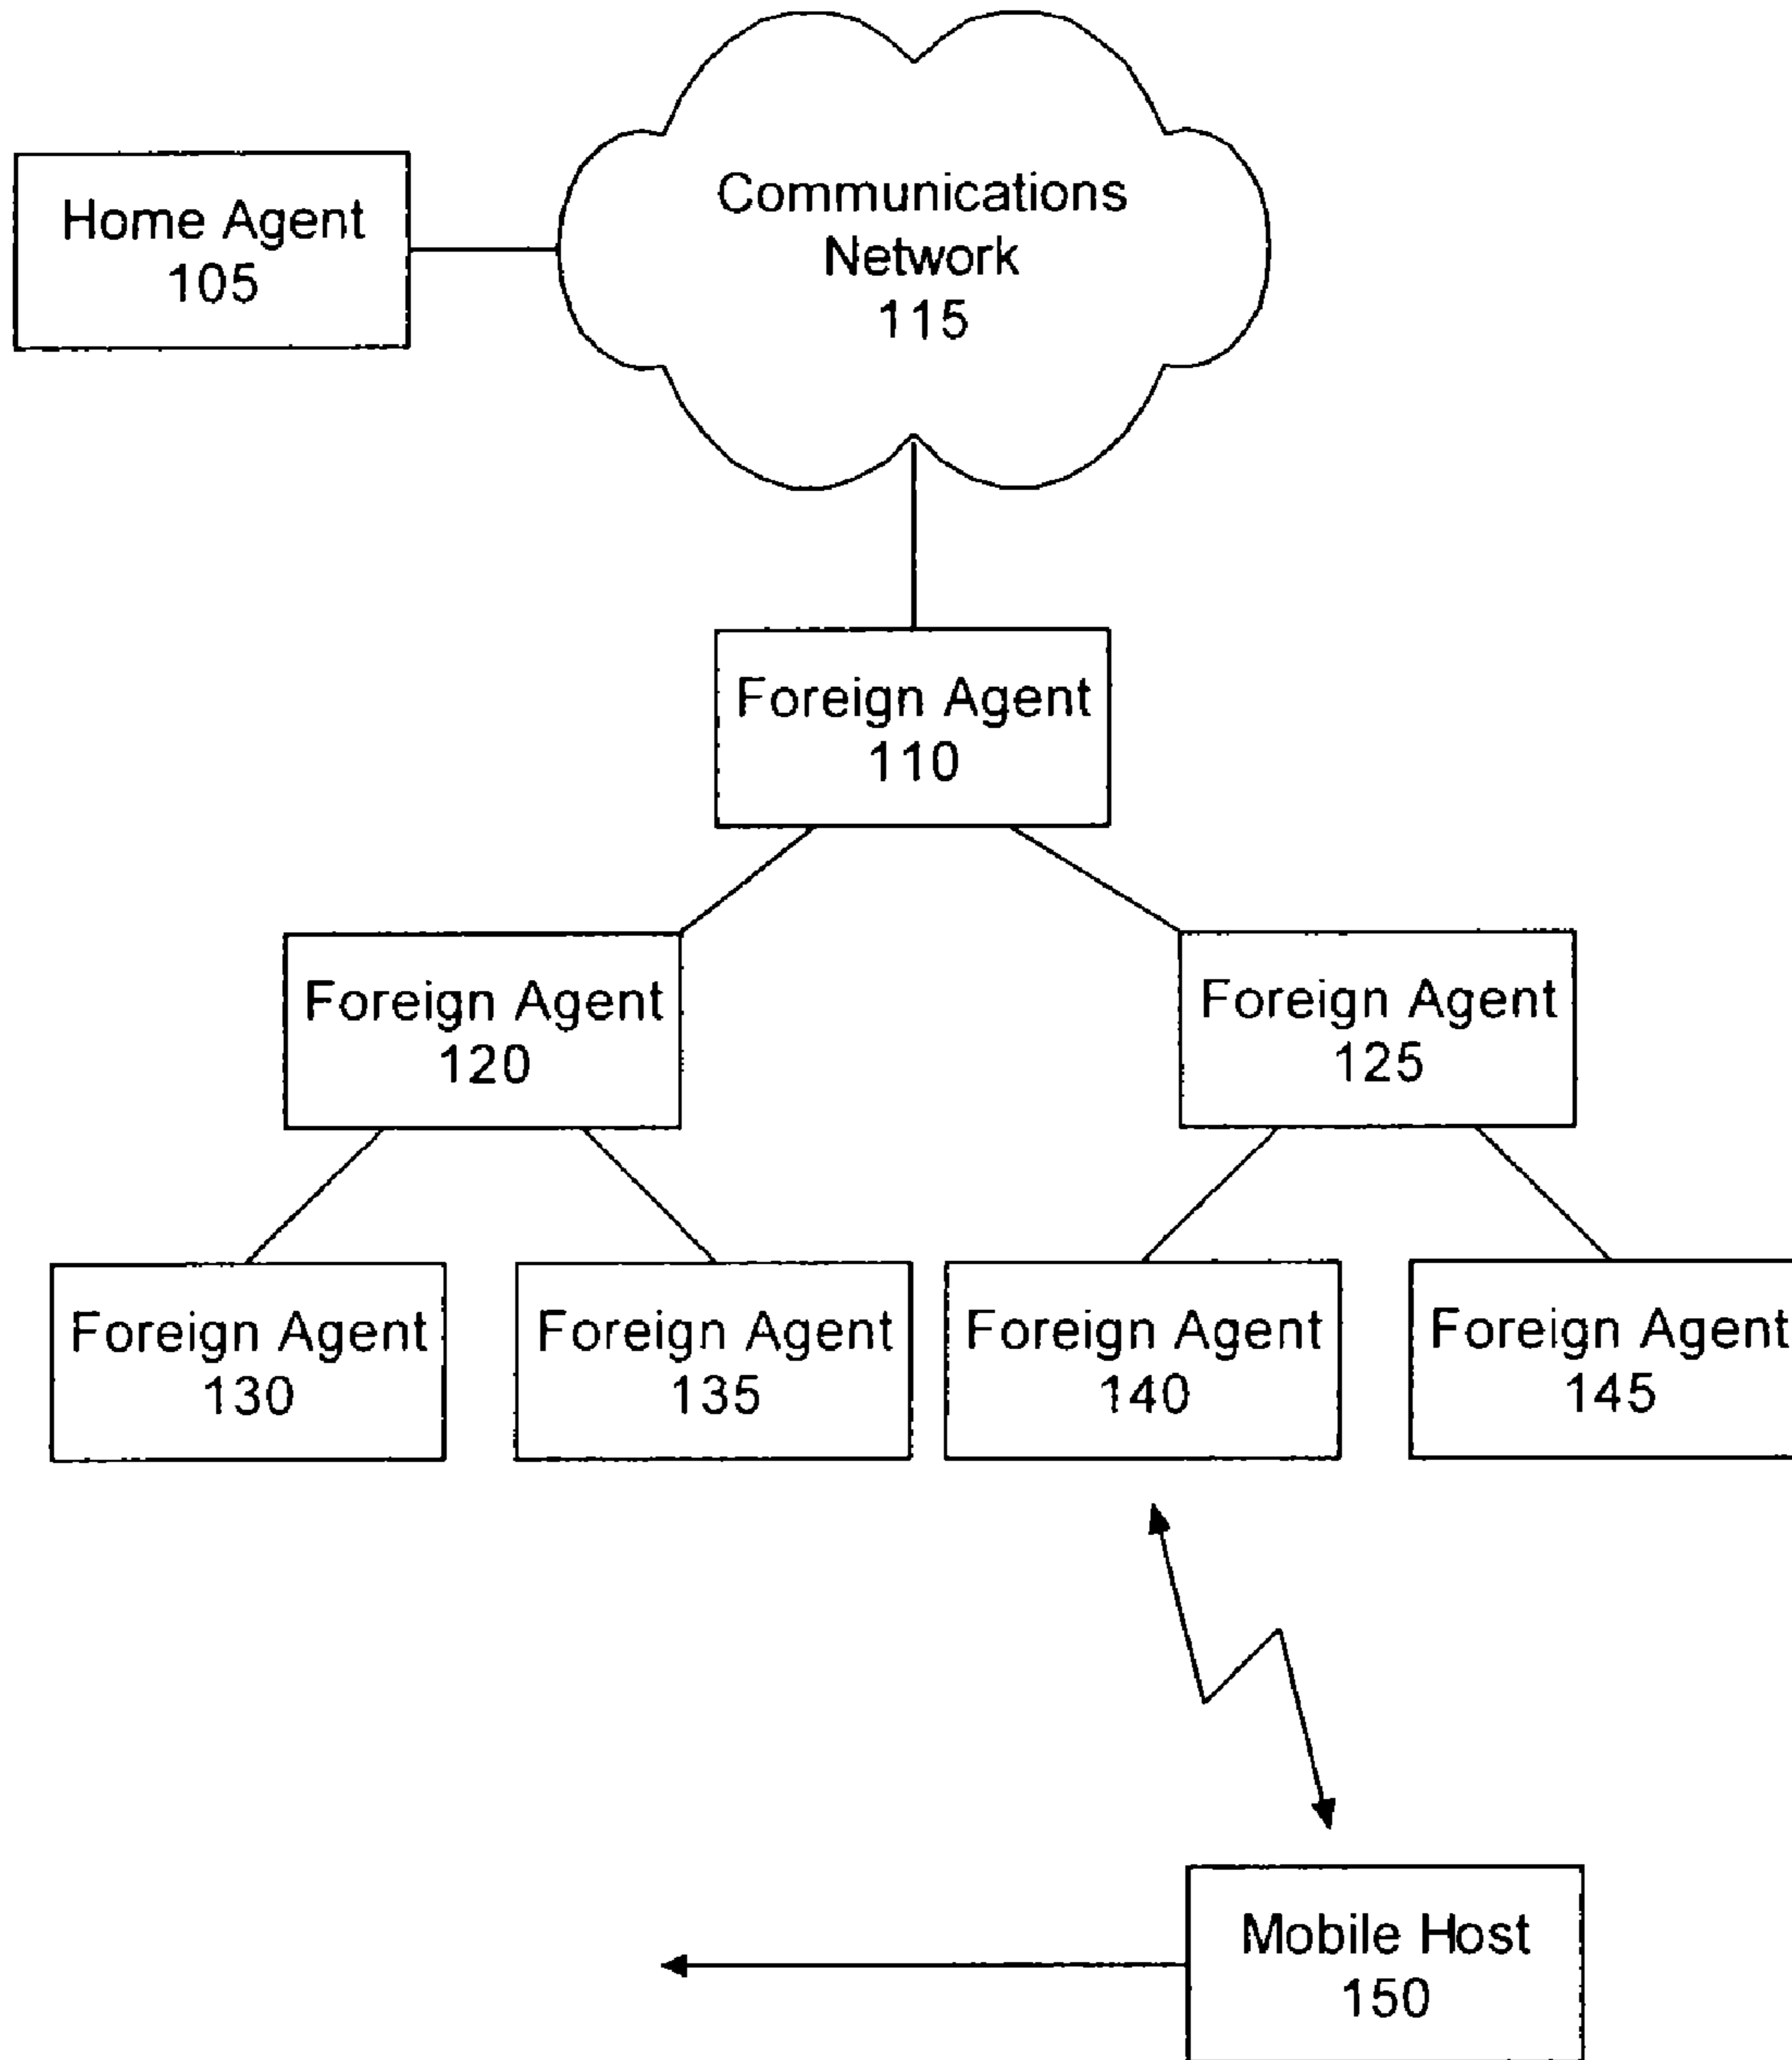 Communications
Network
115
Home Agent
105
Foreign Agent
110
Foreign Agent
120
Foreign Agent
125
Foreign Agent
130
Foreign Agent
135
Foreign Agent
140
Foreign Agent
145
Mobile Host
150